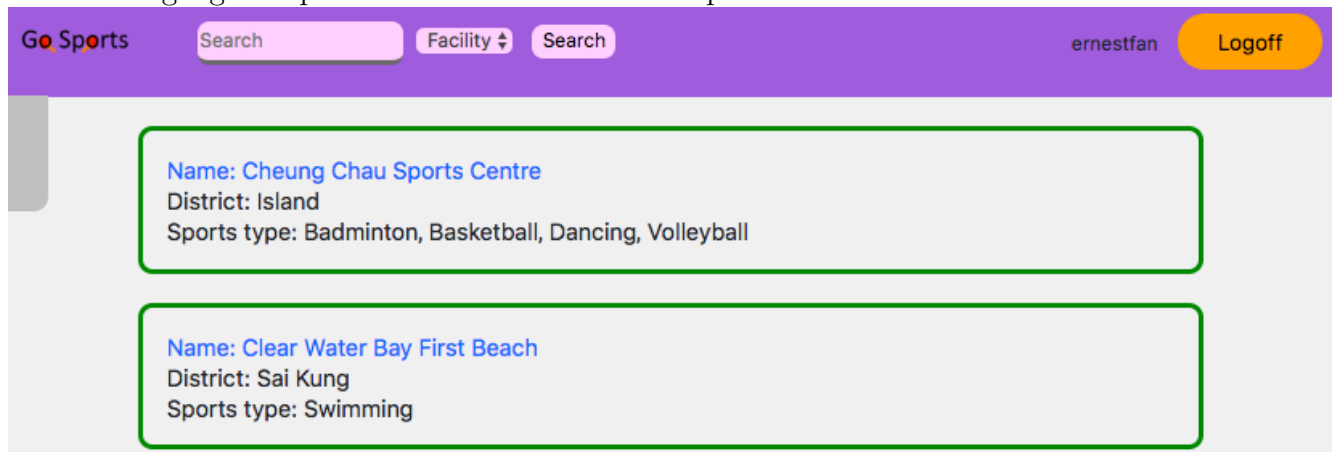 Go Sports
Search
Facility
Search
ernestfan
Logoff
Name: Cheung Chau Sports Centre
District: Island
Sports type: Badminton, Basketball, Dancing, Volleyball
Name: Clear Water Bay First Beach
District: Sai Kung
Sports type: Swimming